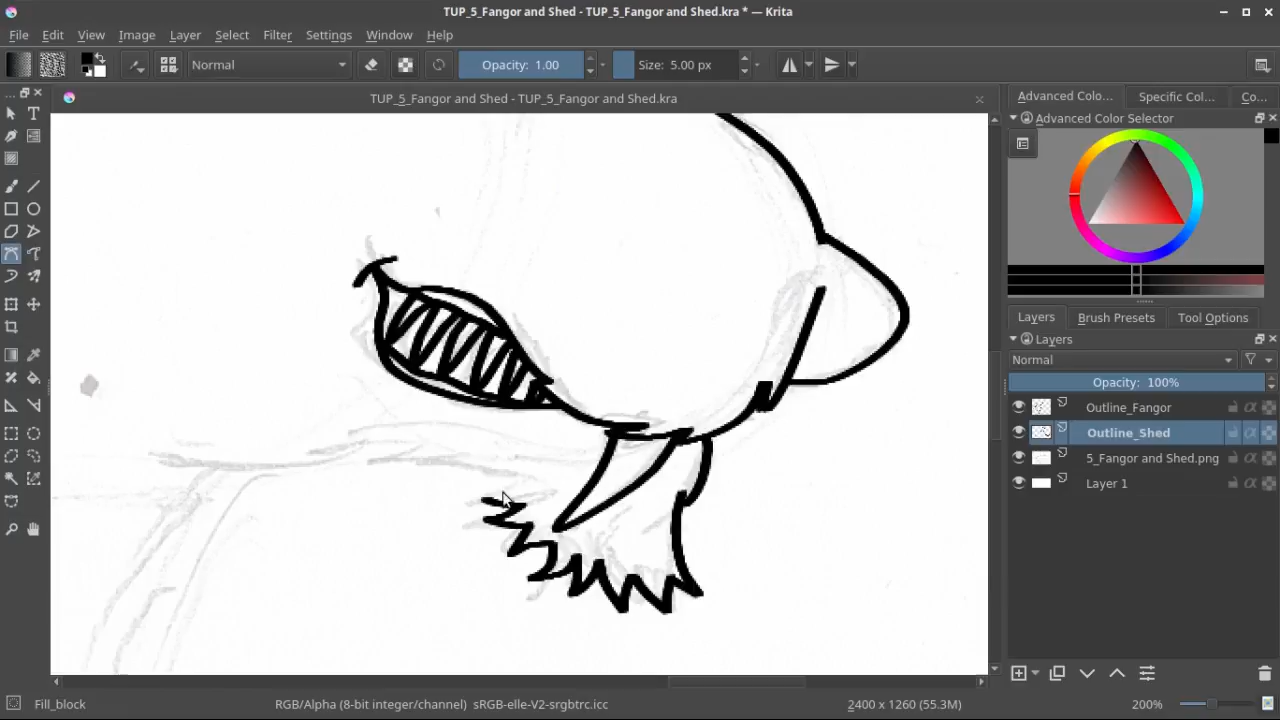 TUP_5_Fangor and Shed - TUP_5_Fangor and Shed.kra * — Krita
File Edit View Image Layer Select Filter Settings Window Help
Normal Opacity: 1.00 Size: 5.00 px
TUP_5_Fangor and Shed - TUP_5_Fangor and Shed.kra
Advanced Colo... Specific Col... Co...
Advanced Color Selector
Layers Brush Presets Tool Options
Layers
Normal
Opacity: 100%
Outline_Fangor
Outline_Shed
5_Fangor and Shed.png
Layer 1
Fill_block RGB/Alpha (8-bit integer/channel) sRGB-elle-V2-srgbtrc.icc 2400 x 1260 (55.3M) 200%